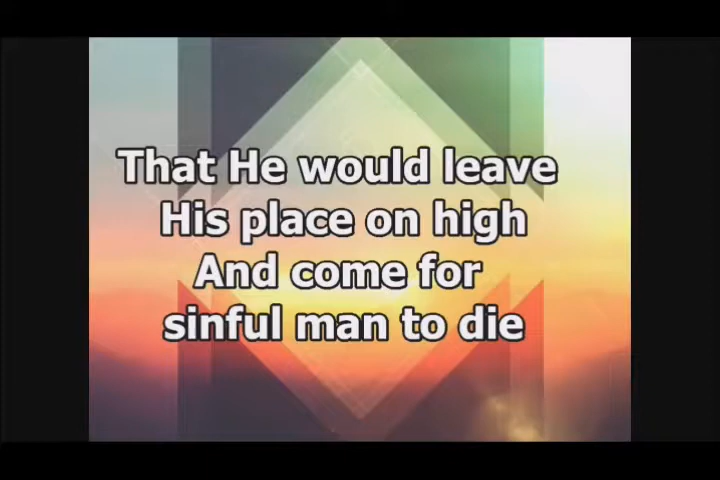 That He would leave
His place on high
And come for
sinful man to die